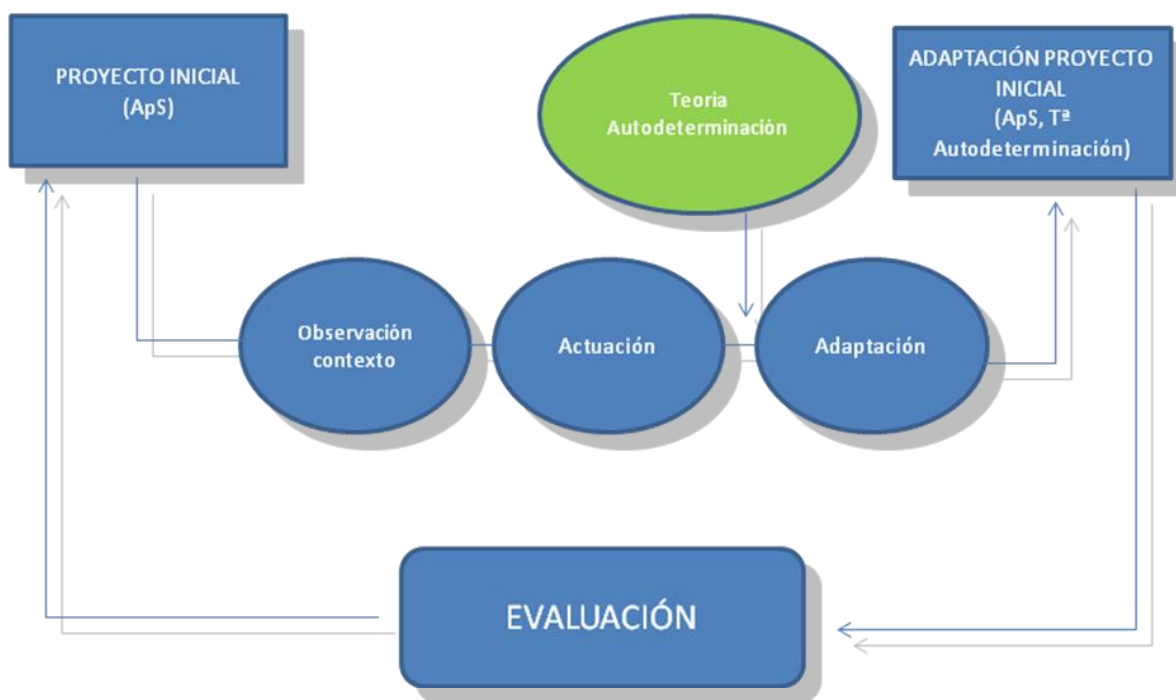 PROYECTO INICIAL
(ApS)
Teoria
Autodeterminación
ADAPTACIÓN PROYECTO
INICIAL
(ApS, Tª
Autodeterminación)
Observación
contexto
Actuación
Adaptación
EVALUACIÓN